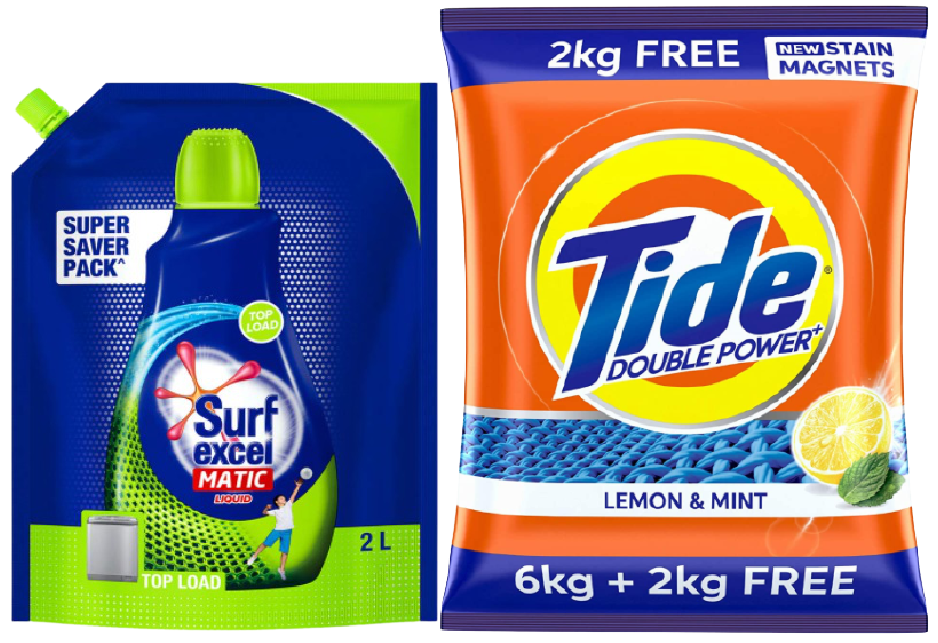 SUPER
SAVER
PACK^
TOP
LOAD
Surf
excel
MATIC
LIQUID
2 L
TOP LOAD
2kg FREE
NEW STAIN
MAGNETS
Tide®
DOUBLE POWER+
LEMON & MINT
6kg + 2kg FREE